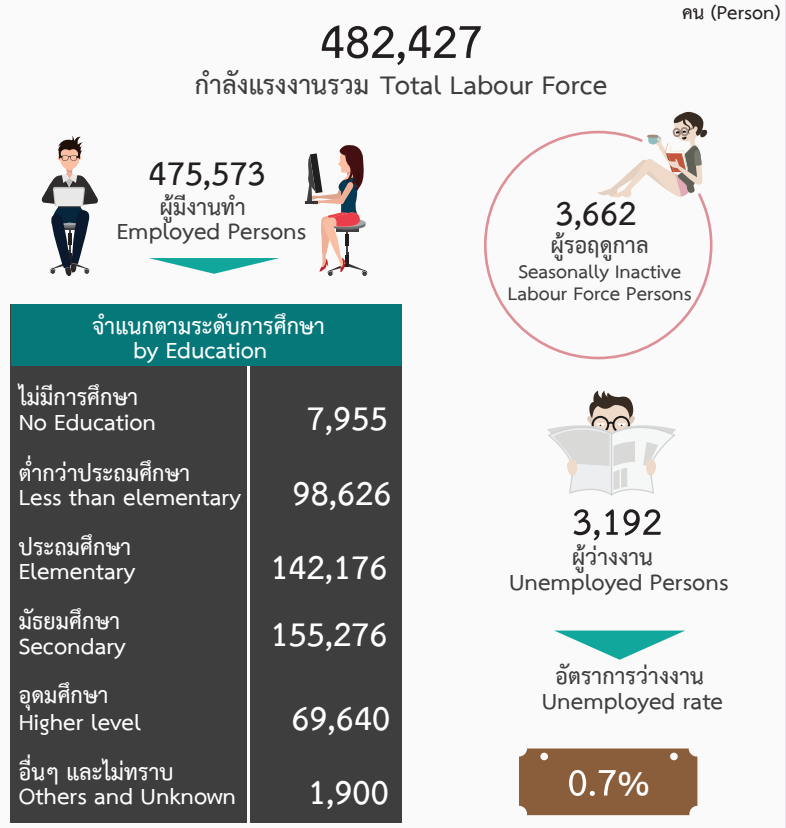 คน (Person)
482,427
กำลังแรงงานรวม Total Labour Force
475,573
ผู้มีงานทำ
Employed Persons
3,662
ผู้รอฤดูกาล
Seasonally Inactive
Labour Force Persons
จำแนกตามระดับการศึกษา
by Education
ไม่มีการศึกษา
No Education
7,955
ต่ำกว่าประถมศึกษา
Less than elementary
98,626
ประถมศึกษา
Elementary
142,176
มัธยมศึกษา
Secondary
155,276
อุดมศึกษา
Higher level
69,640
อื่นๆ และไม่ทราบ
Others and Unknown
1,900
3,192
ผู้ว่างงาน
Unemployed Persons
อัตราการว่างงาน
Unemployed rate
0.7%